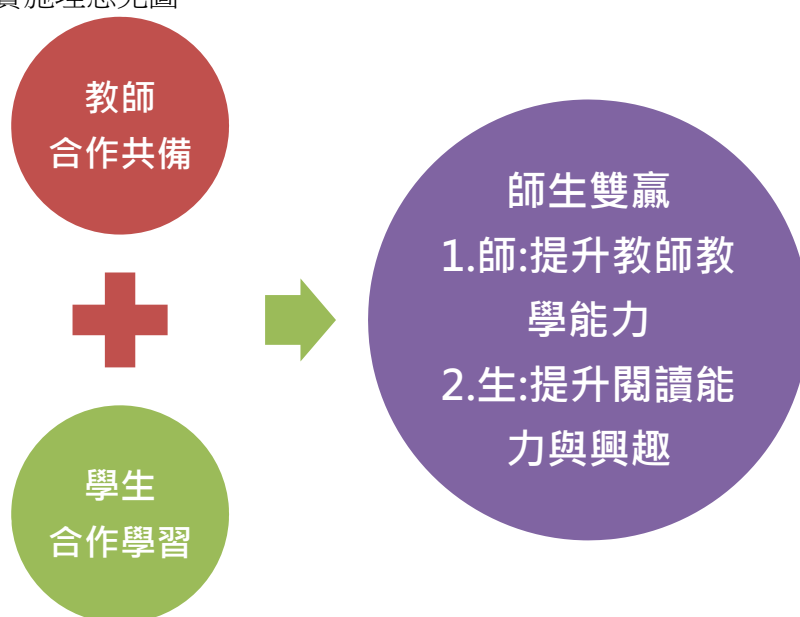 教師
合作共備
學生
合作學習
師生雙贏
1.師:提升教師教
學能力
2.生:提升閱讀能
力與興趣